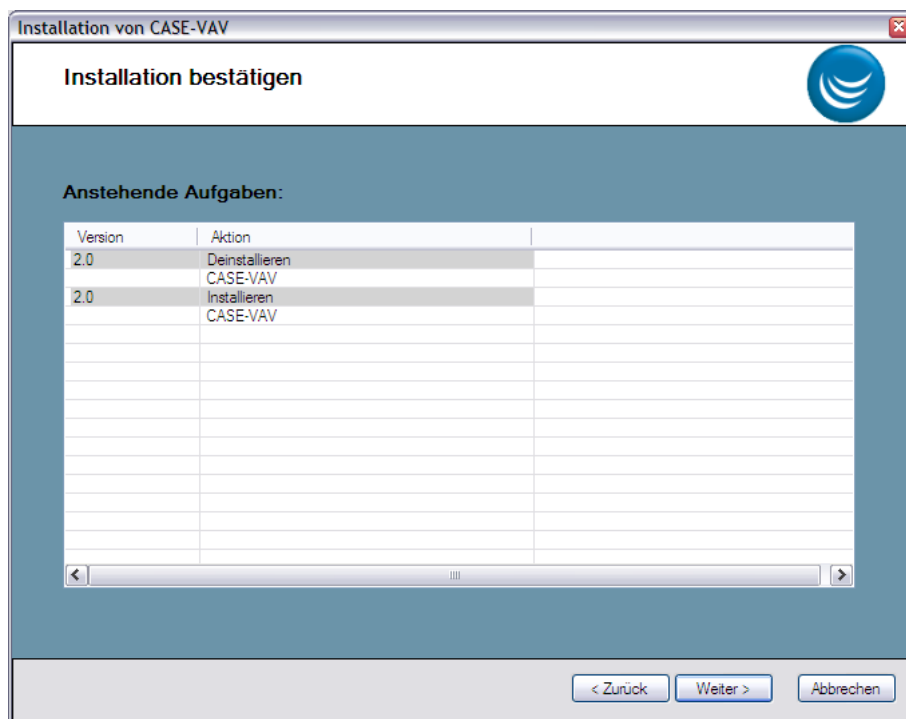 Installation von CASE-VAV
Installation bestätigen
Anstehende Aufgaben:
Version Aktion
2.0 Deinstallieren
CASE-VAV
2.0 Installieren
CASE-VAV
< Zurück Weiter > Abbrechen